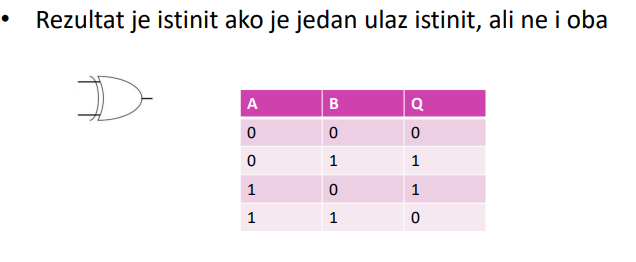 • Rezultat je istinit ako je jedan ulaz istinit, ali ne i oba
A B Q
0 0 0
0 1 1
1 0 1
1 1 0